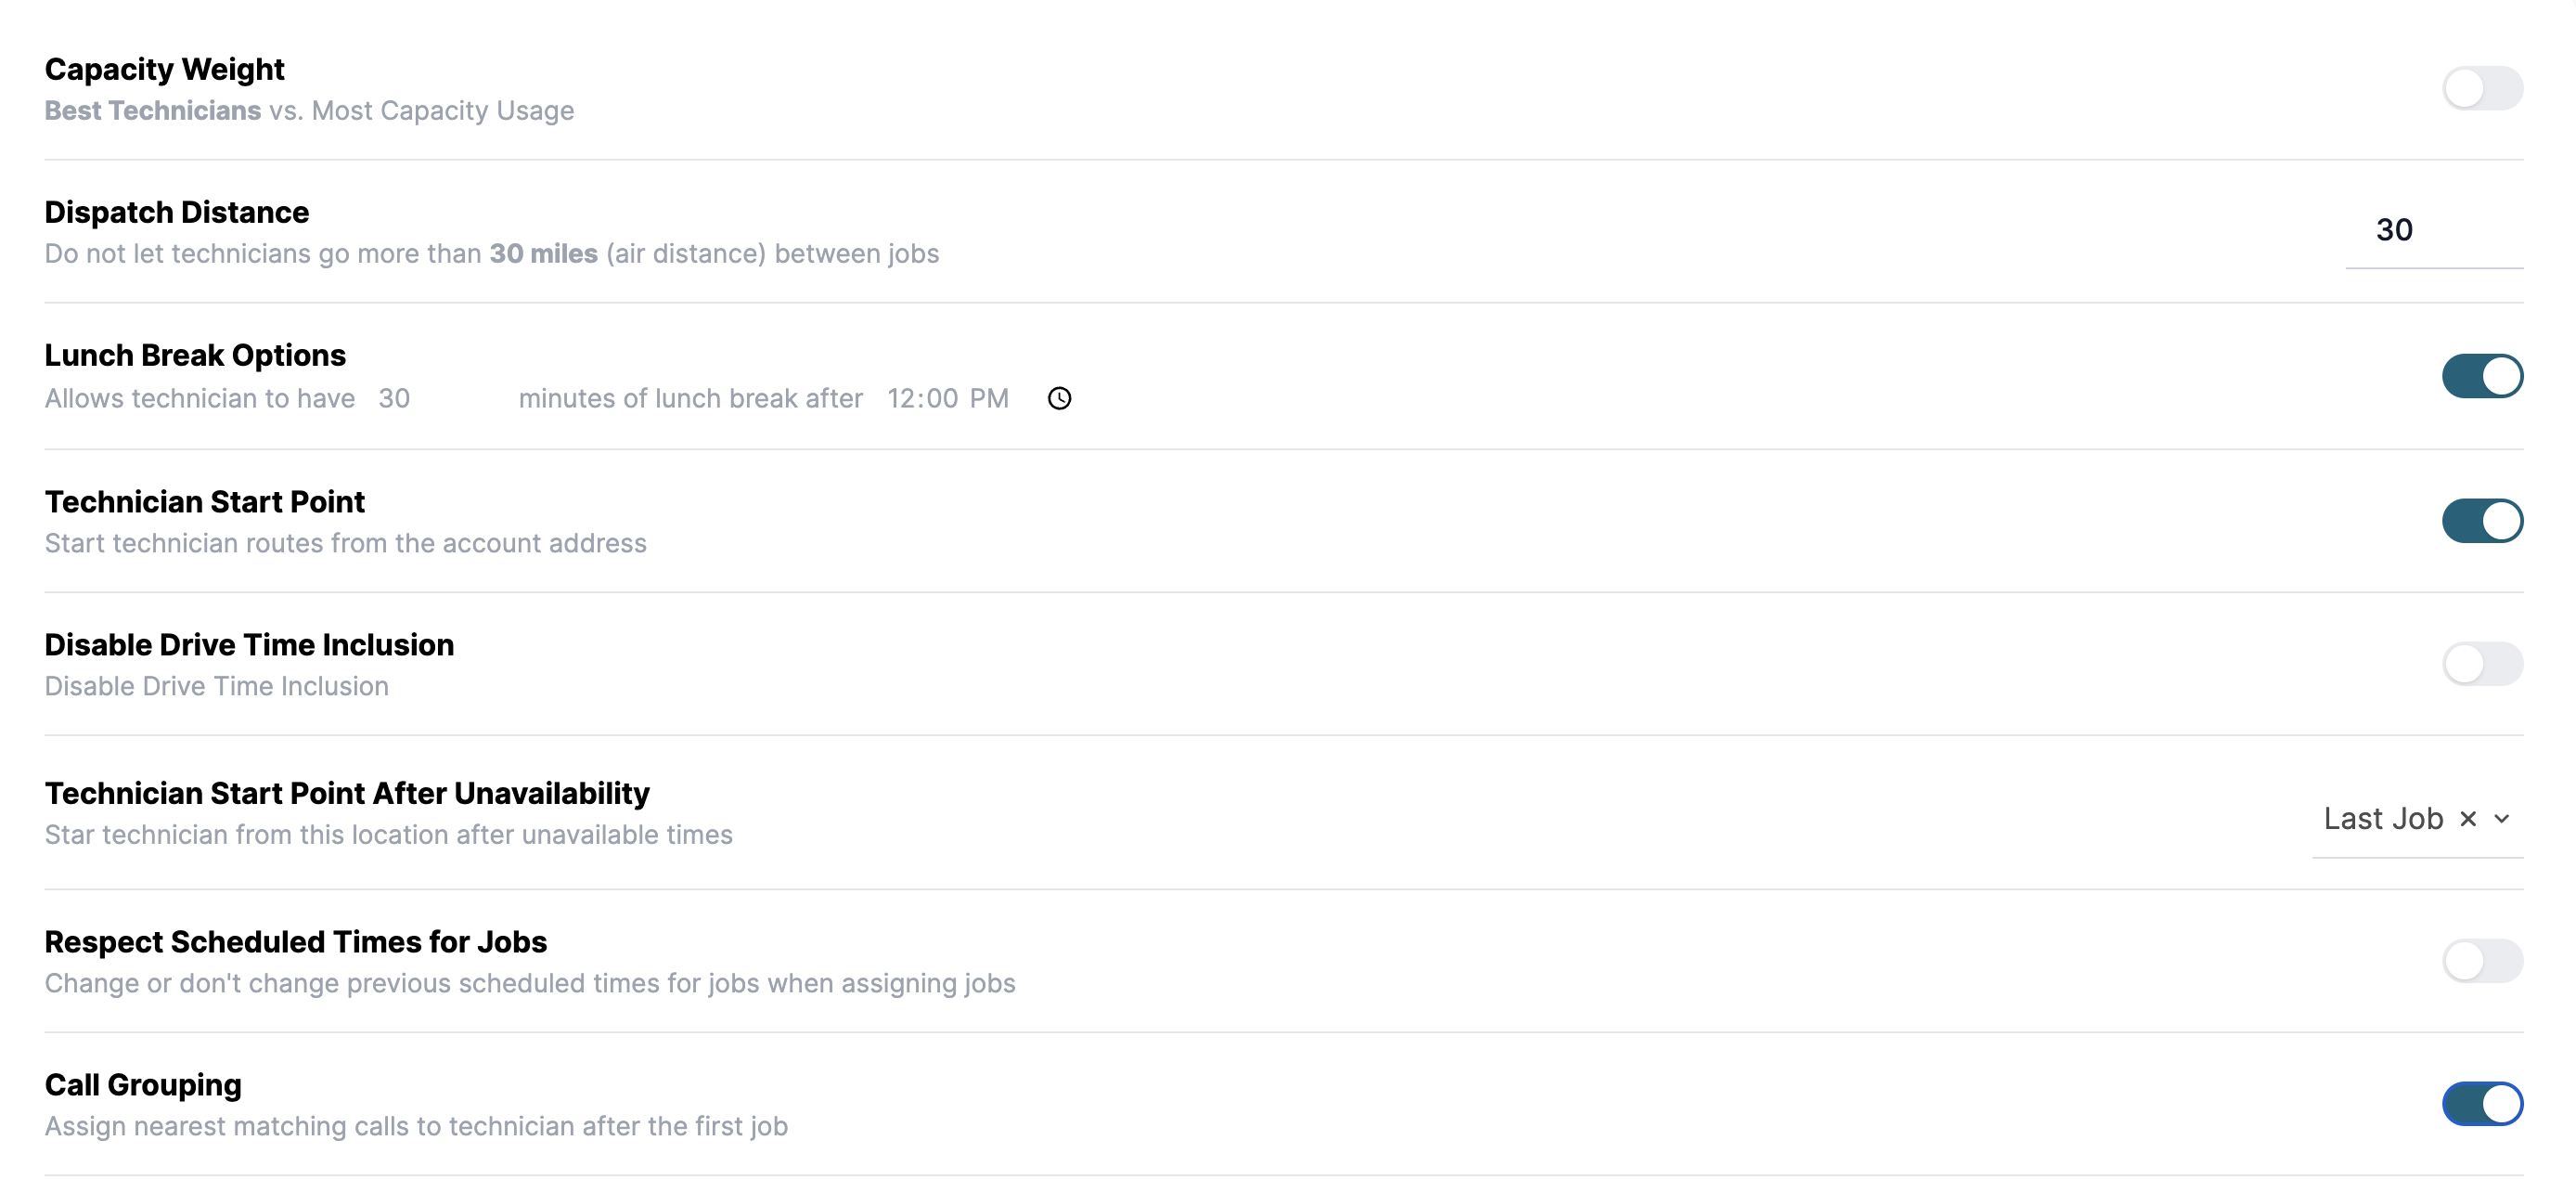 Capacity Weight
Best Technicians vs. Most Capacity Usage
Dispatch Distance
Do not let technicians go more than 30 miles (air distance) between jobs
30
Lunch Break Options
Allows technician to have 30 minutes of lunch break after 12:00 PM
Technician Start Point
Start technician routes from the account address
Disable Drive Time Inclusion
Disable Drive Time Inclusion
Technician Start Point After Unavailability
Star technician from this location after unavailable times
Last Job
Respect Scheduled Times for Jobs
Change or don't change previous scheduled times for jobs when assigning jobs
Call Grouping
Assign nearest matching calls to technician after the first job